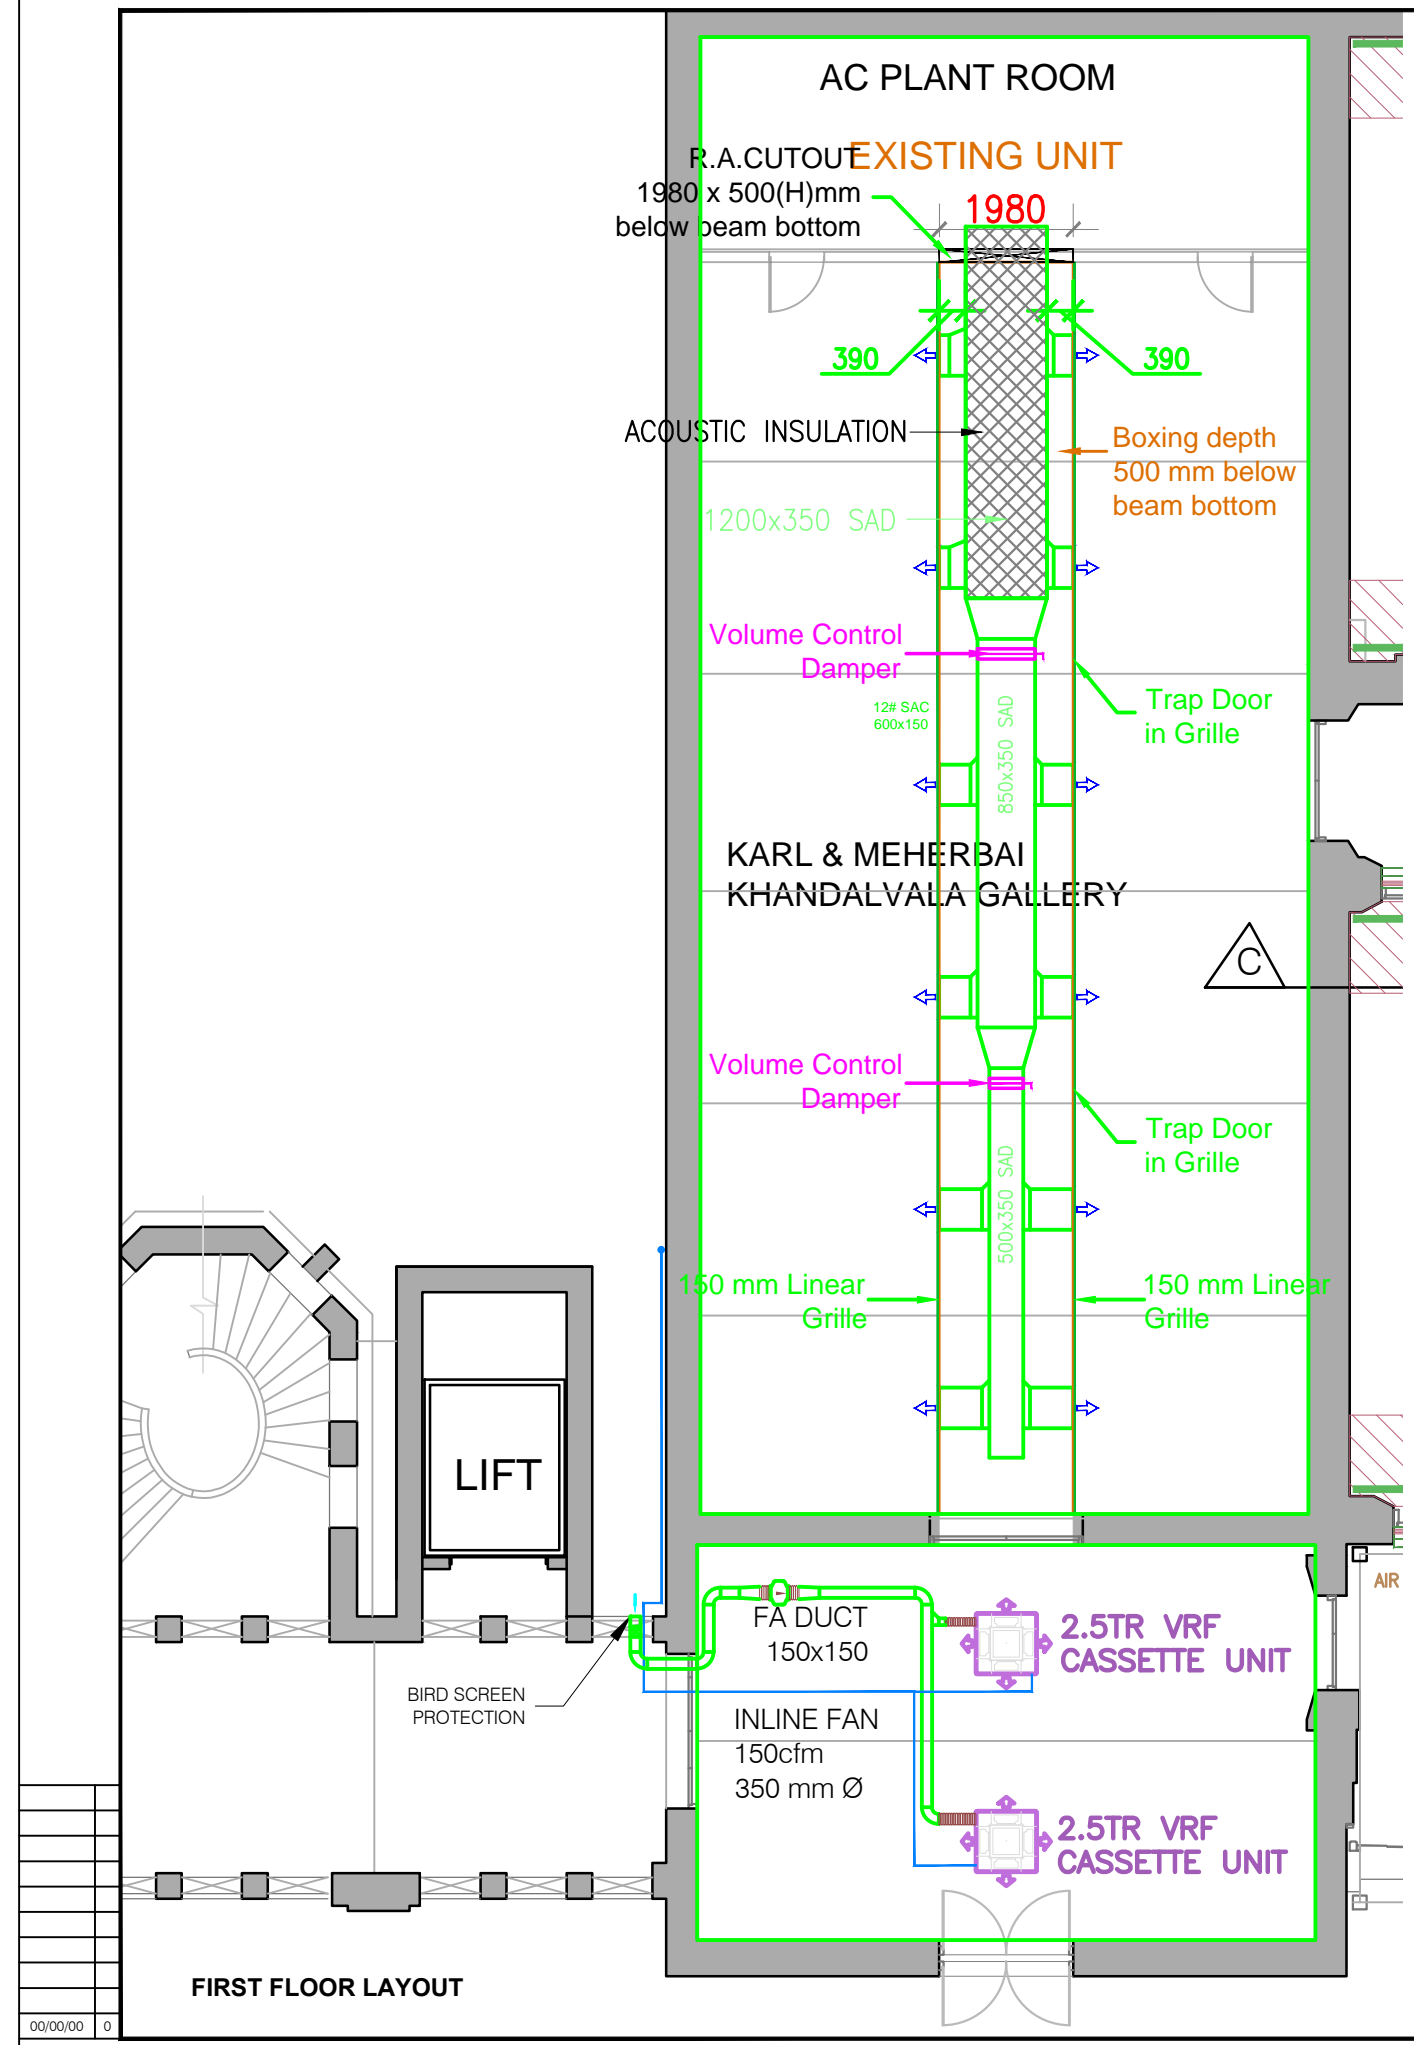 AC PLANT ROOM
EXISTING UNIT
R.A.CUTOUT
1980 x 500(H)mm
below beam bottom
1980
390
390
ACOUSTIC INSULATION
Boxing depth
500 mm below
beam bottom
1200x350 SAD
Volume Control
Damper
Trap Door
in Grille
12# SAC
600x150
850x350 SAD
KARL & MEHERBAI
KHANDALVALA GALLERY
C
Volume Control
Damper
Trap Door
in Grille
500x350 SAD
150 mm Linear
Grille
150 mm Linear
Grille
LIFT
AIR
FA DUCT
150x150
2.5TR VRF
CASSETTE UNIT
BIRD SCREEN
PROTECTION
INLINE FAN
150cfm
350 mm Ø
2.5TR VRF
CASSETTE UNIT
FIRST FLOOR LAYOUT
00/00/00 0